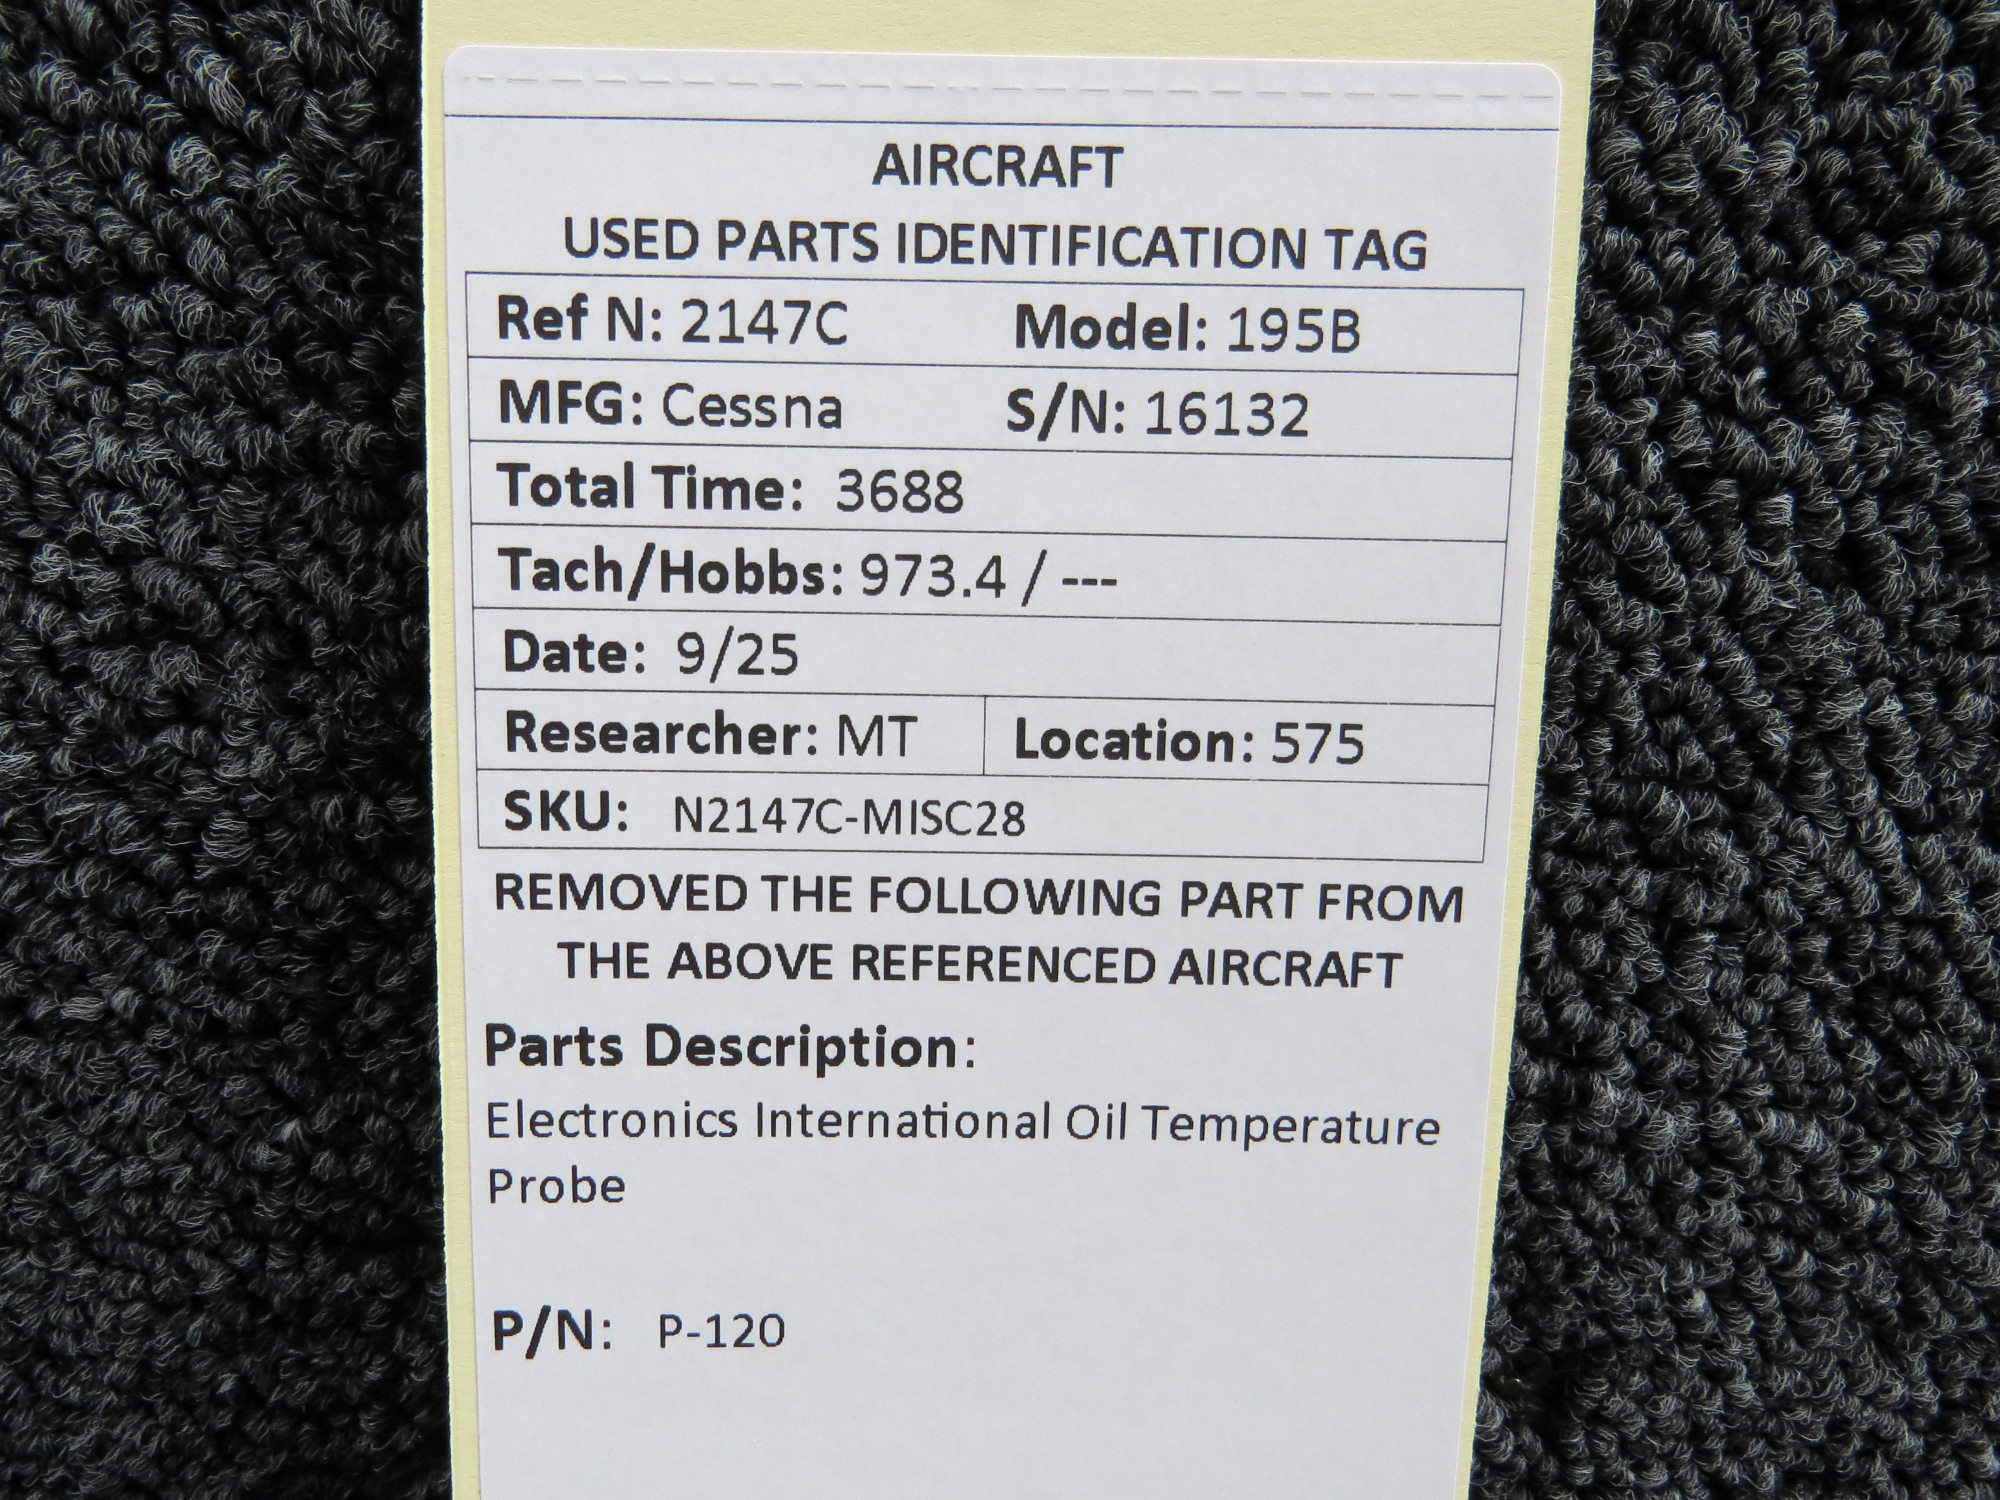 AIRCRAFT
USED PARTS IDENTIFICATION TAG
Ref N: 2147C Model: 195B
MFG: Cessna S/N: 16132
Total Time: 3688
Tach/Hobbs: 973.4 / ---
Date: 9/25
Researcher: MT Location: 575
SKU: N2147C-MISC28
REMOVED THE FOLLOWING PART FROM
THE ABOVE REFERENCED AIRCRAFT
Parts Description:
Electronics International Oil Temperature
Probe
P/N: P-120